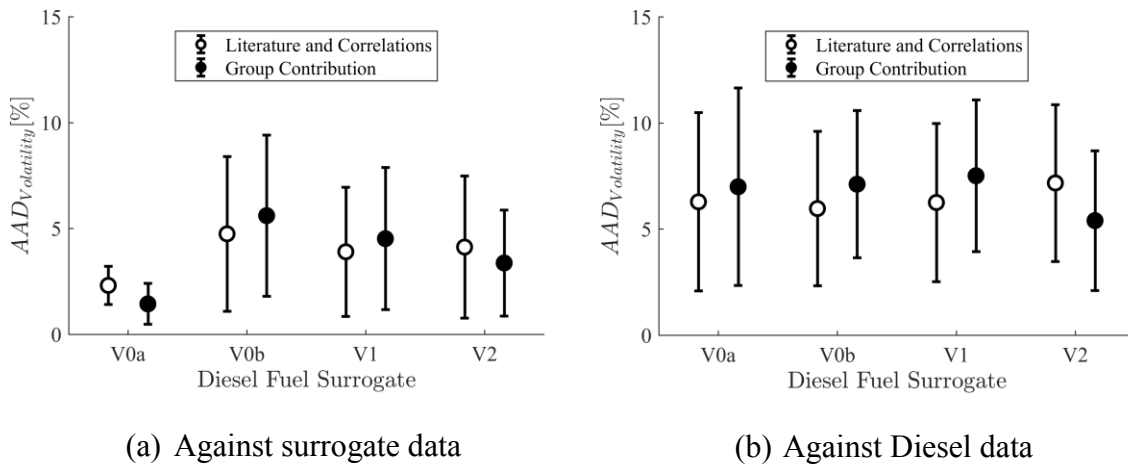 15
10
5
0
AAD_Volatility[%]
Literature and Correlations
Group Contribution
V0a V0b V1 V2
Diesel Fuel Surrogate
(a) Against surrogate data
15
10
5
0
AAD_Volatility[%]
Literature and Correlations
Group Contribution
V0a V0b V1 V2
Diesel Fuel Surrogate
(b) Against Diesel data